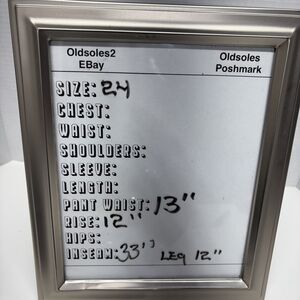 Oldsoles2 Oldsoles
EBay Poshmark
SIZE: 24
CHEST:
WAIST:
SHOULDERS:
SLEEVE:
LENGTH:
PANT WAIST: 13"
RISE: 12"
HIPS:
INSEAM: 33" LEG 12"